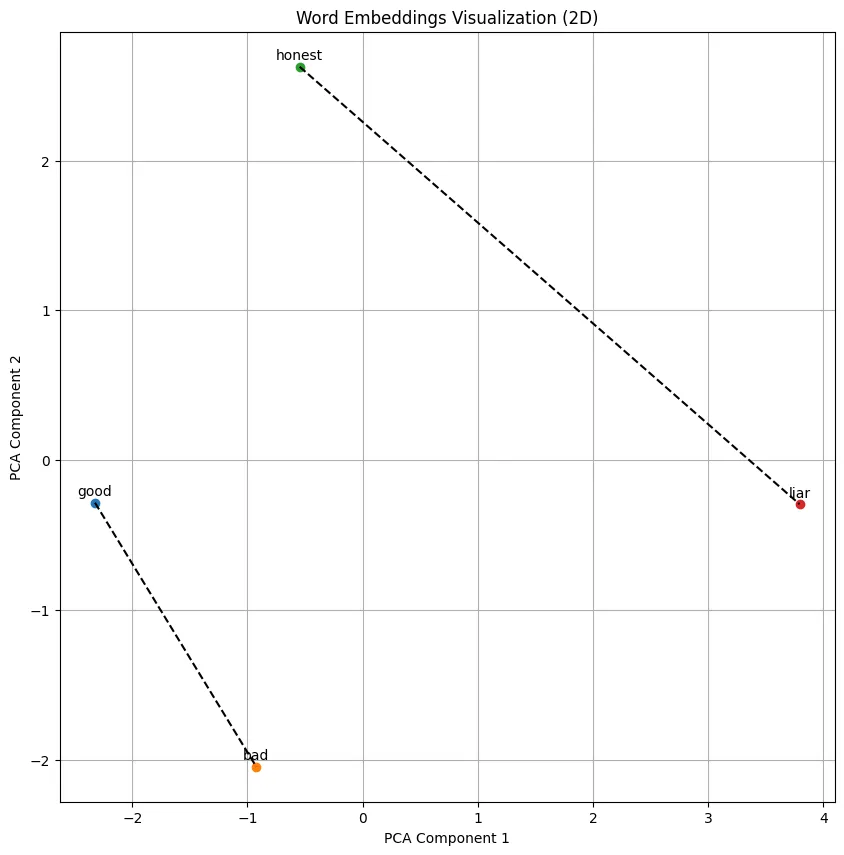 Word Embeddings Visualization (2D)
honest
2
1
PCA Component 2
0
good
liar
−1
bad
−2
−2
−1
0
1
2
3
4
PCA Component 1